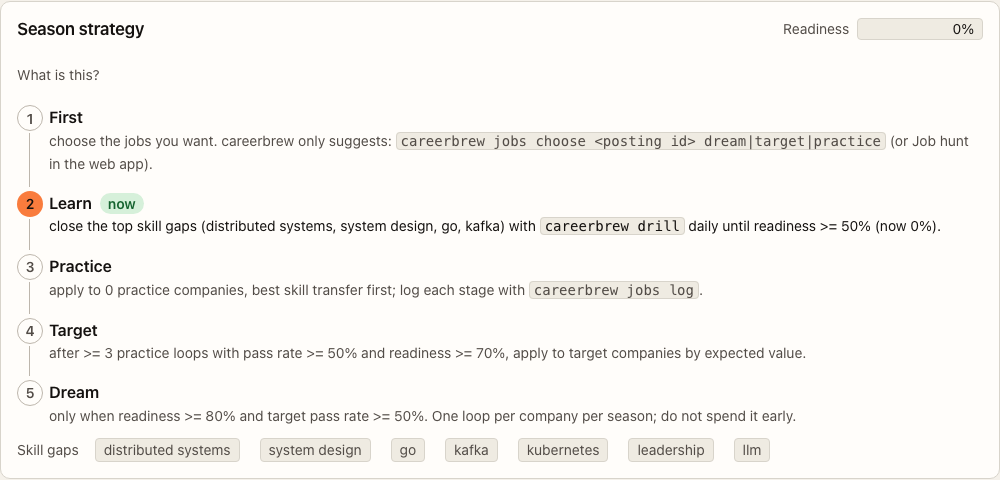 Season strategy
Readiness 0%
What is this?
1 First
choose the jobs you want. careerbrew only suggests: careerbrew jobs choose <posting id> dream|target|practice (or Job hunt
in the web app).
2 Learn now
close the top skill gaps (distributed systems, system design, go, kafka) with careerbrew drill daily until readiness >= 50% (now 0%).
3 Practice
apply to 0 practice companies, best skill transfer first; log each stage with careerbrew jobs log.
4 Target
after >= 3 practice loops with pass rate >= 50% and readiness >= 70%, apply to target companies by expected value.
5 Dream
only when readiness >= 80% and target pass rate >= 50%. One loop per company per season; do not spend it early.
Skill gaps distributed systems system design go kafka kubernetes leadership llm